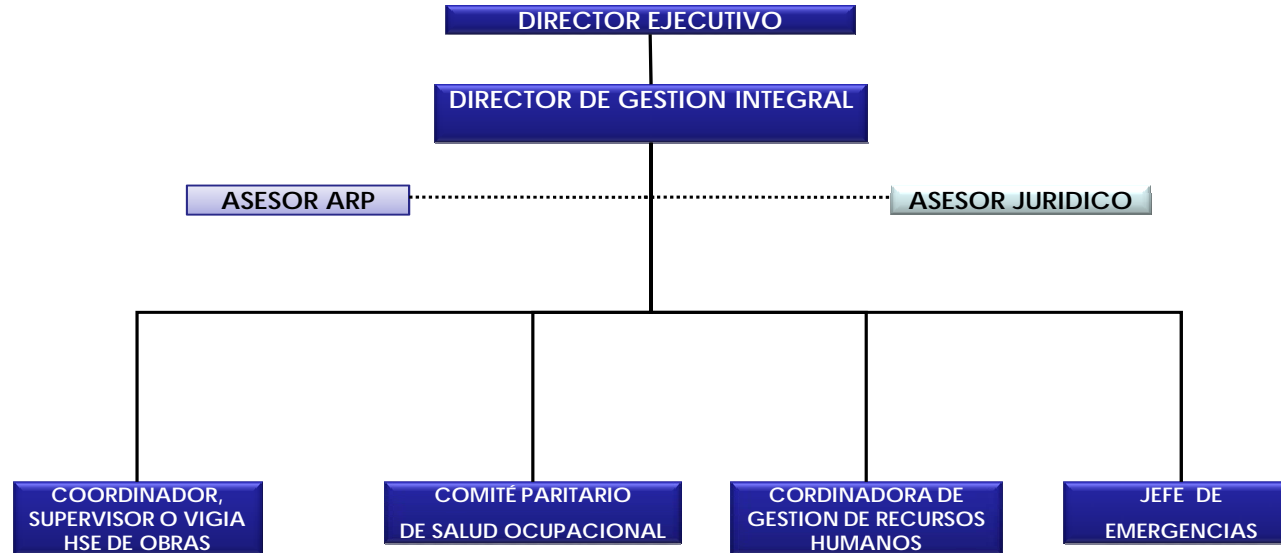 DIRECTOR EJECUTIVO
DIRECTOR DE GESTION INTEGRAL
ASESOR ARP
ASESOR JURIDICO
COORDINADOR,
SUPERVISOR O VIGIA
HSE DE OBRAS
COMITÉ PARITARIO
DE SALUD OCUPACIONAL
CORDINADORA DE
GESTION DE RECURSOS
HUMANOS
JEFE DE
EMERGENCIAS